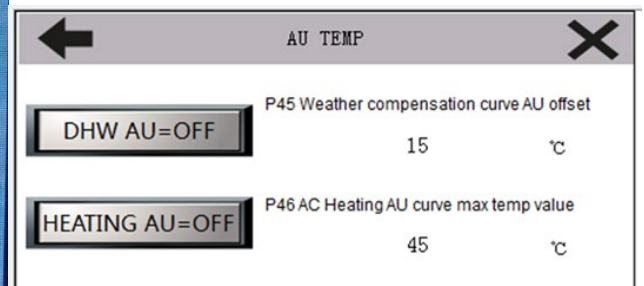 AU TEMP
DHW AU=OFF
P45 Weather compensation curve AU offset
15 ℃
HEATING AU=OFF
P46 AC Heating AU curve max temp value
45 ℃